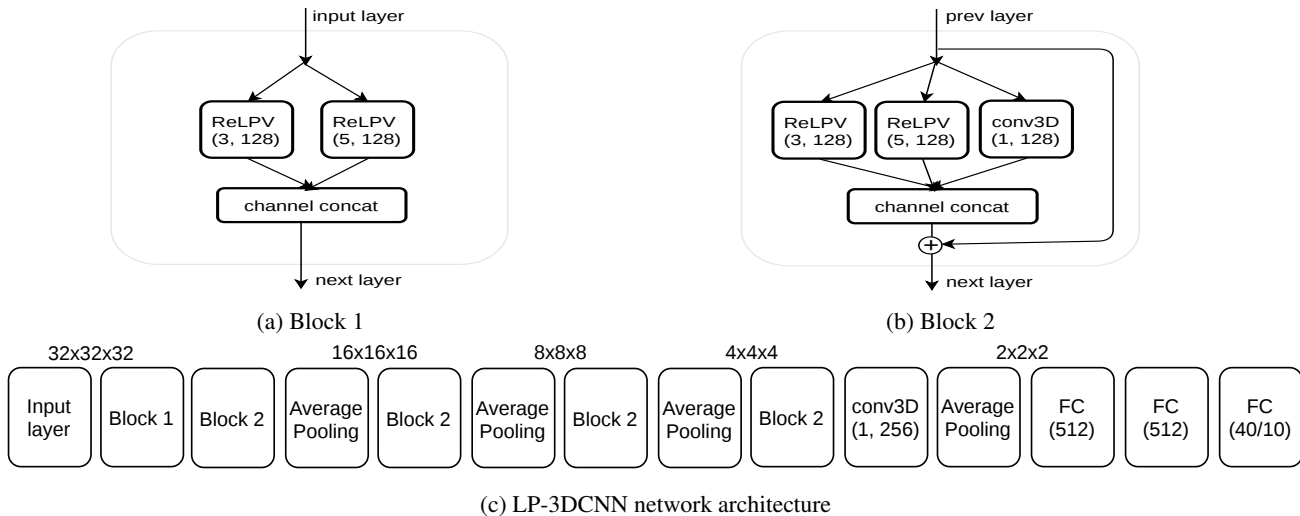 input layer
ReLPV
(3, 128)
ReLPV
(5, 128)
channel concat
next layer
(a) Block 1
prev layer
ReLPV
(3, 128)
ReLPV
(5, 128)
conv3D
(1, 128)
channel concat
+
next layer
(b) Block 2
32x32x32
16x16x16
8x8x8
4x4x4
2x2x2
Input
layer
Block 1
Block 2
Average
Pooling
Block 2
Average
Pooling
Block 2
Average
Pooling
Block 2
conv3D
(1, 256)
Average
Pooling
FC
(512)
FC
(512)
FC
(40/10)
(c) LP-3DCNN network architecture